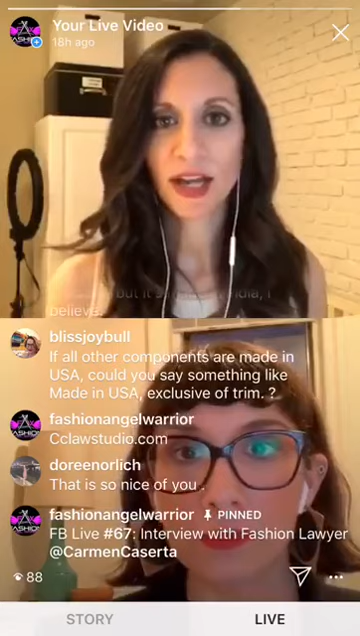 Your Live Video
18h ago
but it
India, I
believe.
blissjoybull
If all other components are made in
USA, could you say something like
Made in USA, exclusive of trim. ?
fashionangelwarrior
Cclawstudio.com
doreenorlich
That is so nice of you .
fashionangelwarrior PINNED
FB Live #67: Interview with Fashion Lawyer
@CarmenCaserta
88
STORY
LIVE